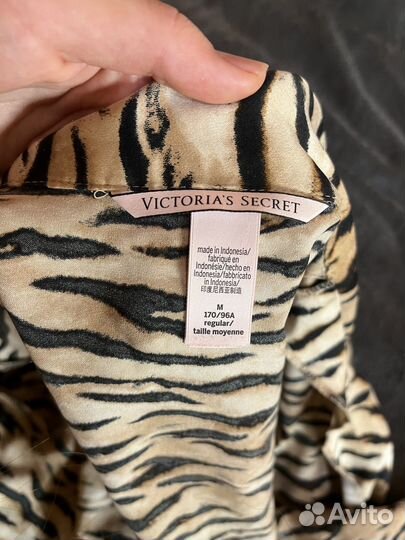 VICTORIA'S SECRET
made in Indonesia/
fabriqué en
Indonésie/hecho en
Indonesia/fabbricato
in Indonesia/
印度尼西亚制造
M
170/96A
regular/
taille moyenne
Avito